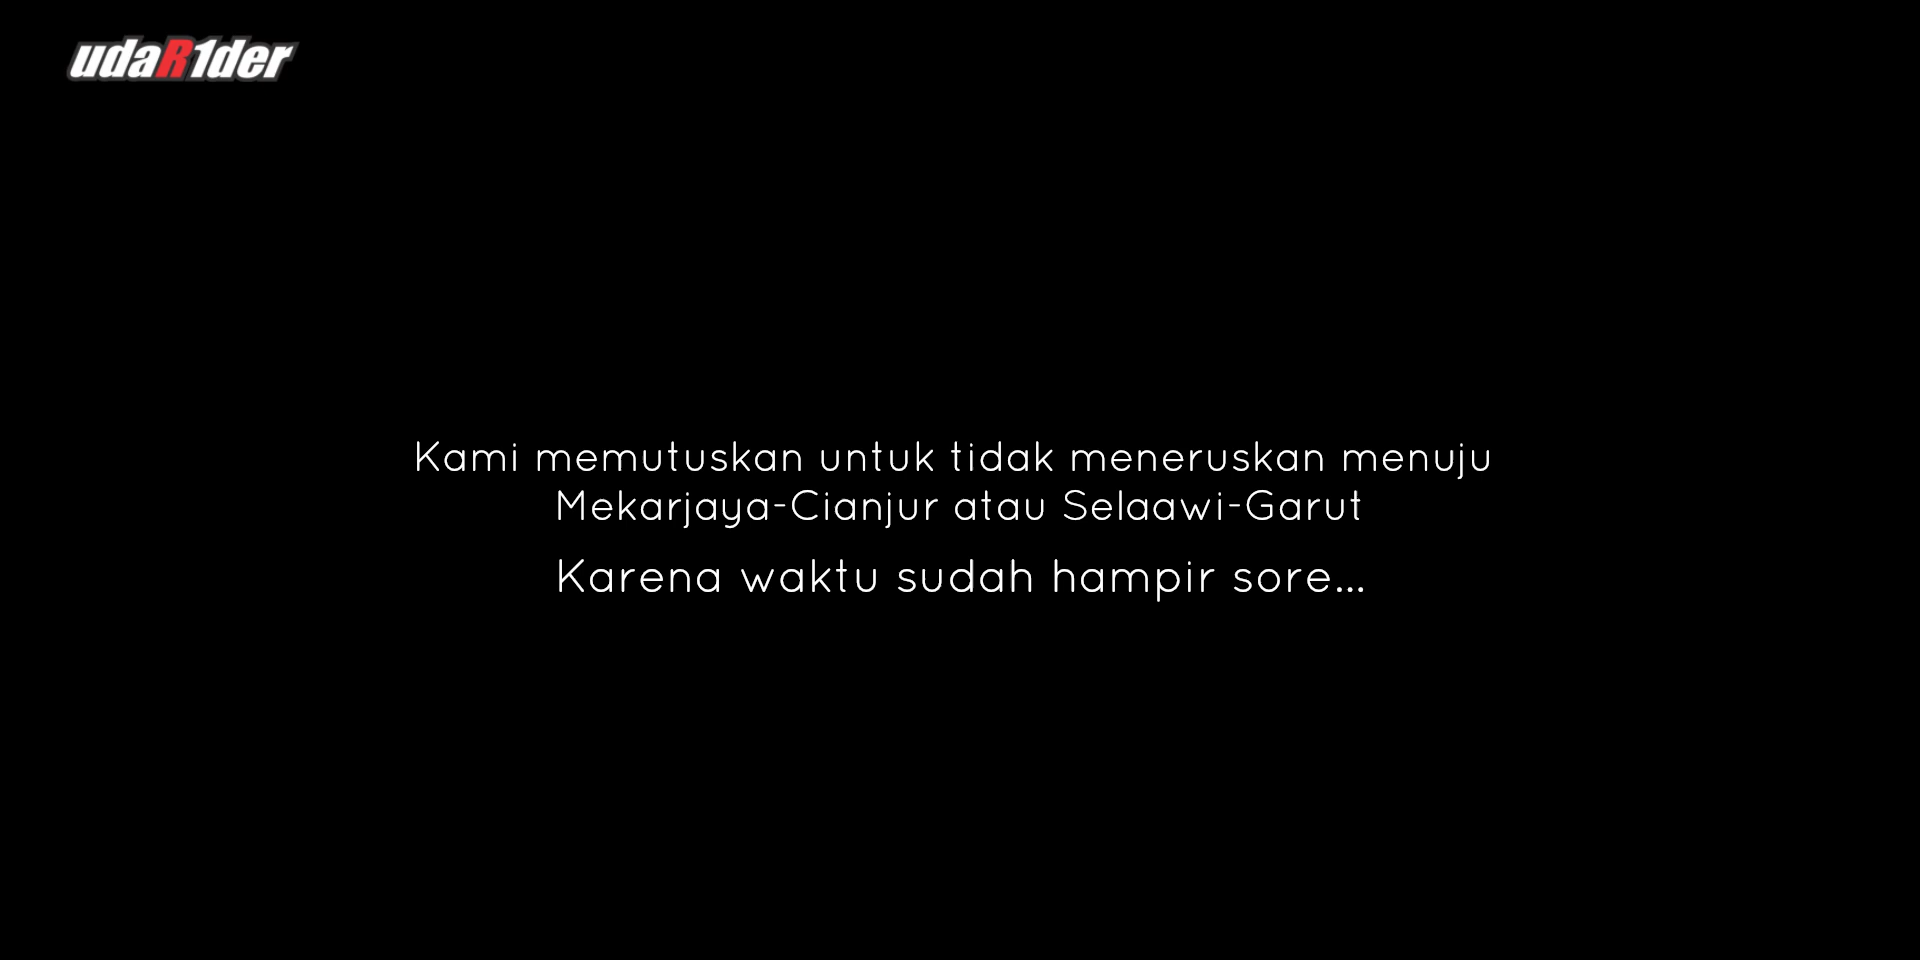 udaR1der
Kami memutuskan untuk tidak meneruskan menuju
Mekarjaya-Cianjur atau Selaawi-Garut
Karena waktu sudah hampir sore...